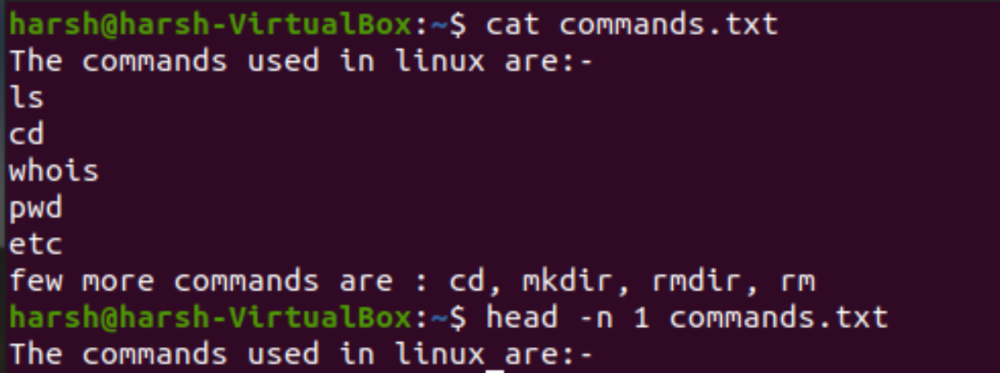 harsh@harsh-VirtualBox:~$ cat commands.txt
The commands used in linux are:-
ls
cd
whois
pwd
etc
few more commands are : cd, mkdir, rmdir, rm
harsh@harsh-VirtualBox:~$ head -n 1 commands.txt
The commands used in linux are:-